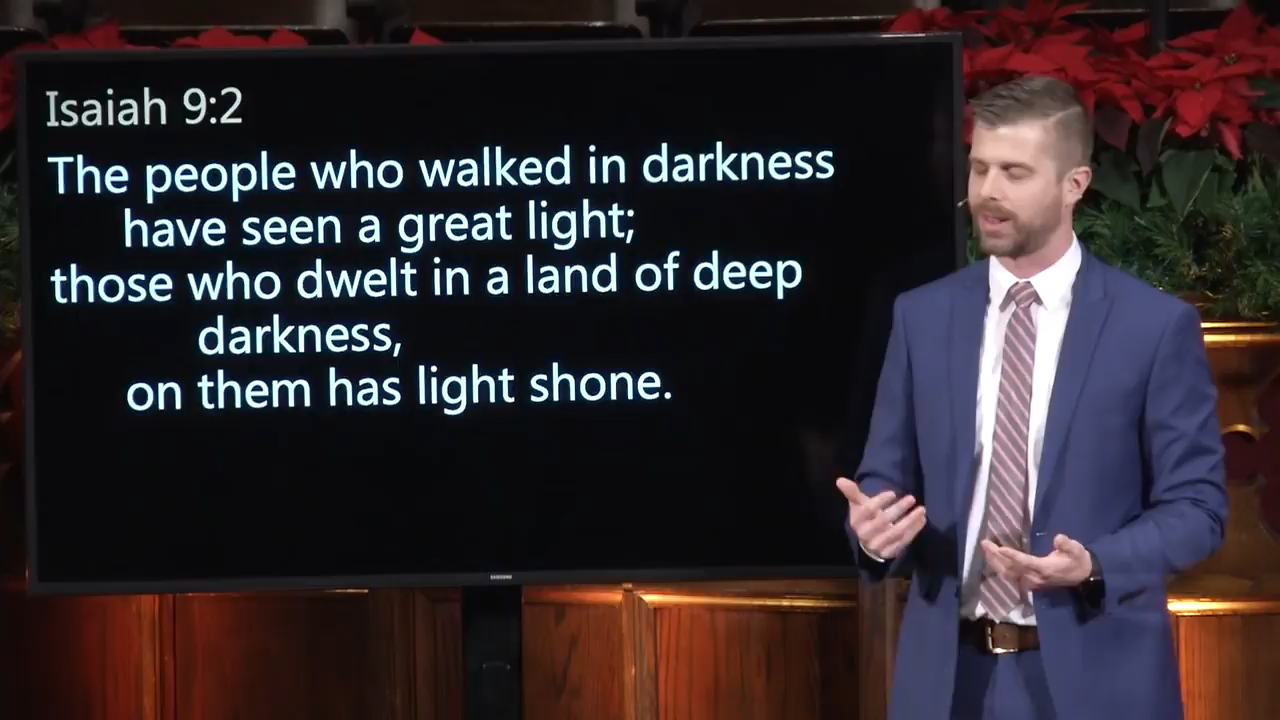 Isaiah 9:2
The people who walked in darkness
have seen a great light;
those who dwelt in a land of deep
darkness,
on them has light shone.
SAMSUNG